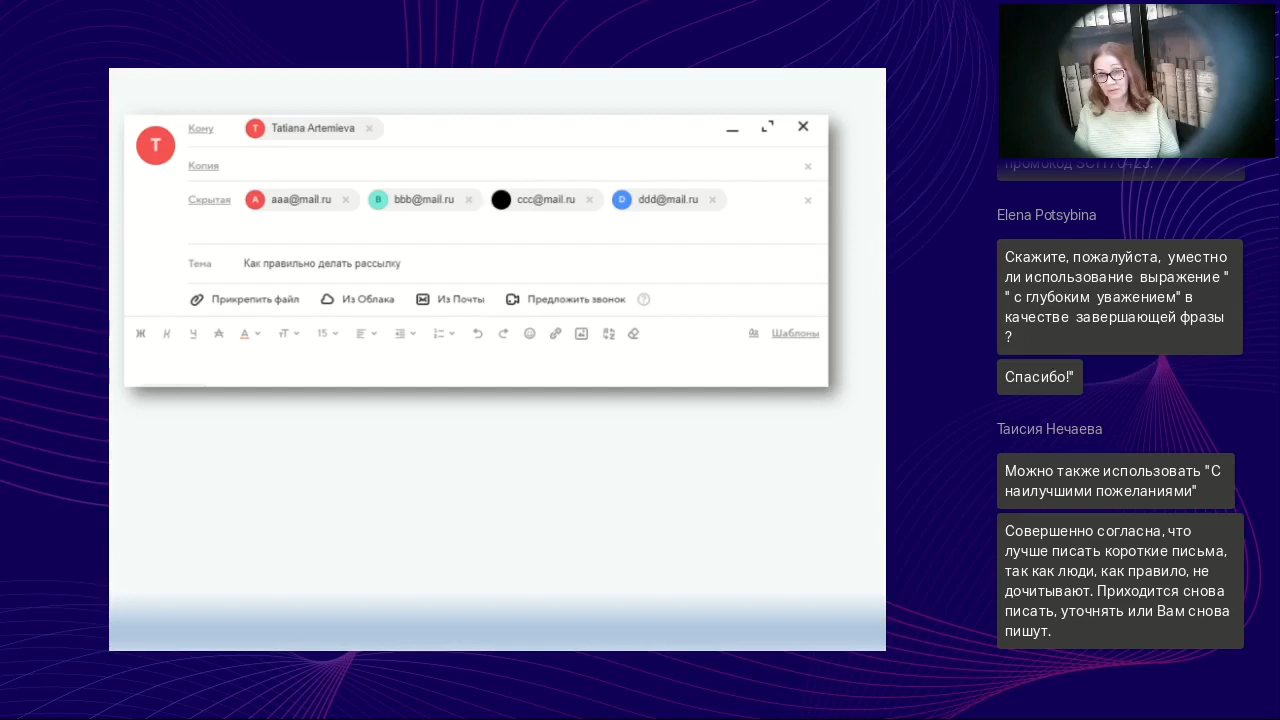 T
Кому
T
Tatiana Artemieva
Копия
Скрытая
A
aaa@mail.ru
B
bbb@mail.ru
ccc@mail.ru
D
ddd@mail.ru
Тема
Как правильно делать рассылку
Прикрепить файл
Из Облака
Из Почты
Предложить звонок
?
Ж
К
Ч
А
А
тТ
15
Шаблоны
промокод SCIT70423.
Elena Potsybina
Скажите, пожалуйста, уместно
ли использование выражение "
" с глубоким уважением" в
качестве завершающей фразы
?
Спасибо!"
Таисия Нечаева
Можно также использовать "С
наилучшими пожеланиями"
Совершенно согласна, что
лучше писать короткие письма,
так как люди, как правило, не
дочитывают. Приходится снова
писать, уточнять или Вам снова
пишут.